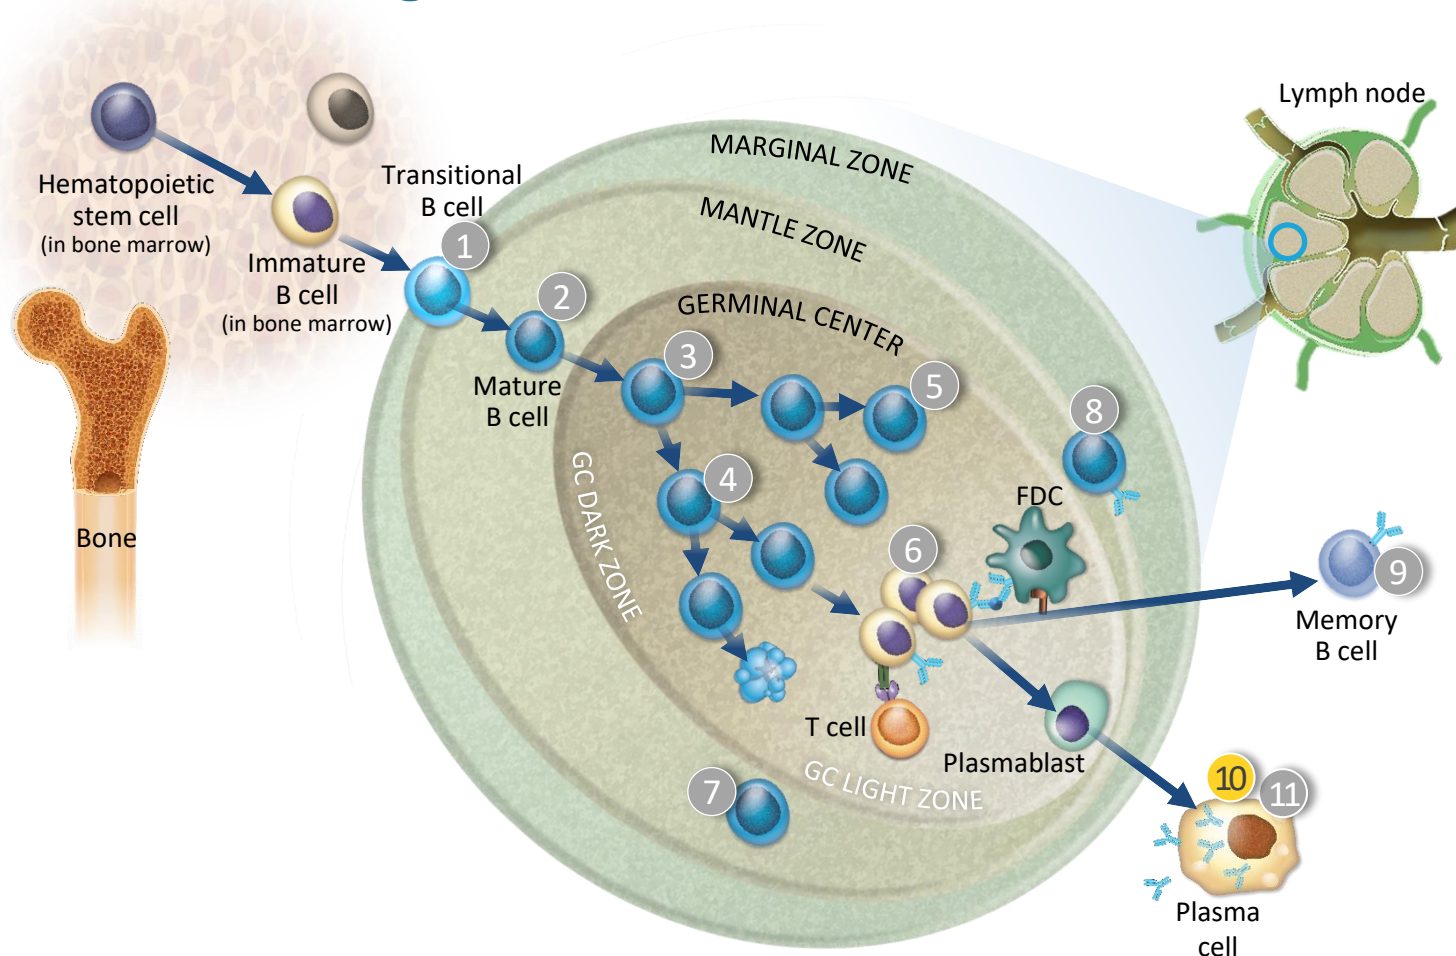 Hematopoietic
stem cell
(in bone marrow)
Immature
B cell
(in bone marrow)
Bone
Transitional
B cell
1
2
Mature
B cell
MARGINAL ZONE
MANTLE ZONE
GERMINAL CENTER
3
5
4
GC DARK ZONE
8
FDC
6
T cell
Plasmablast
GC LIGHT ZONE
7
Lymph node
9
Memory
B cell
10
11
Plasma
cell